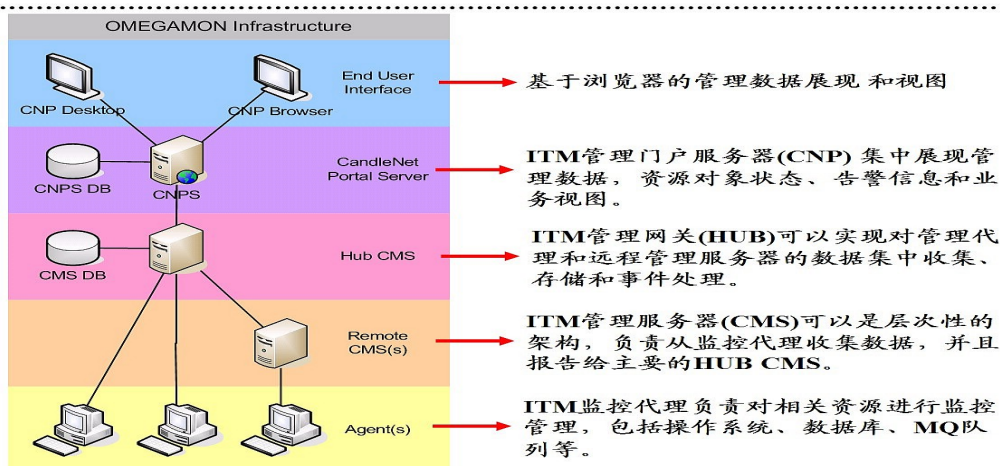 OMEGAMON Infrastructure
CNP Desktop
CNP Browser
End User
Interface
基于浏览器的管理数据展现 和视图
CNPS DB
CNPS
CandleNet
Portal Server
ITM管理门户服务器(CNP) 集中展现管
理数据，资源对象状态、告警信息和业
务视图。
CMS DB
Hub CMS
ITM管理网关(HUB)可以实现对管理代
理和远程管理服务器的数据集中收集、
存储和事件处理。
Remote
CMS(s)
ITM管理服务器(CMS)可以是层次性的
架构，负责从监控代理收集数据，并且
报告给主要的HUB CMS。
Agent(s)
ITM监控代理负责对相关资源进行监控
管理，包括操作系统、数据库、MQ队
列等。